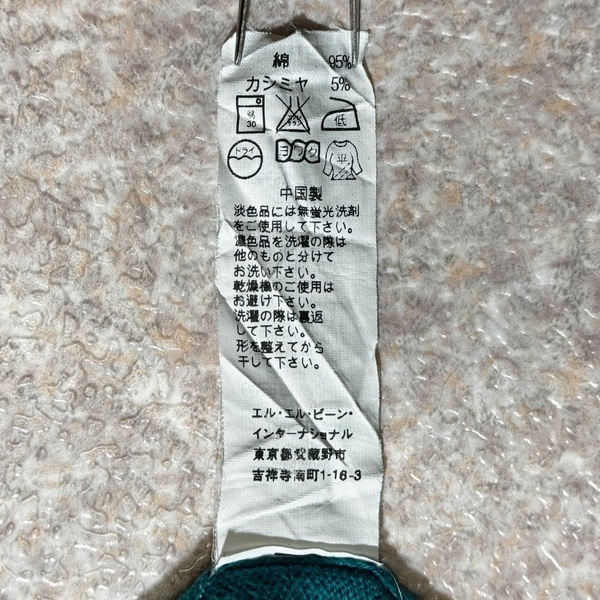 綿 95%
カシミヤ 5%
弱 30 低
ドライ ヨワク 平
中国製
淡色品には無蛍光洗剤
をご使用して下さい。
濃色品を洗濯の際は
他のものと分けて
お洗い下さい。
乾燥機のご使用は
お避け下さい。
洗濯の際は裏返
して下さい。
形を整えてから
干して下さい。
エル・エル・ビーン・
インターナショナル
東京都武蔵野市
吉祥寺南町1-16-3